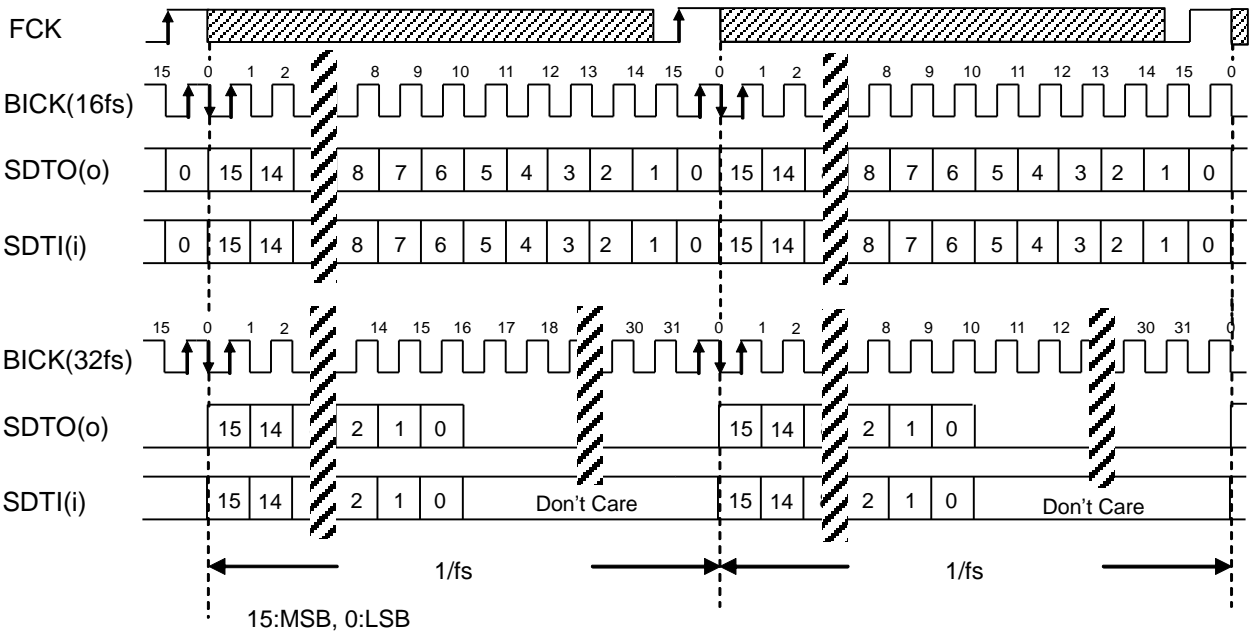 FCK
15 0 1 2 8 9 10 11 12 13 14 15 0 1 2 8 9 10 11 12 13 14 15 0
BICK(16fs)
SDTO(o) 0 15 14 8 7 6 5 4 3 2 1 0 15 14 8 7 6 5 4 3 2 1 0
SDTI(i) 0 15 14 8 7 6 5 4 3 2 1 0 15 14 8 7 6 5 4 3 2 1 0
15 0 1 2 14 15 16 17 18 30 31 0 1 2 8 9 10 11 12 30 31 0
BICK(32fs)
SDTO(o) 15 14 2 1 0 15 14 2 1 0
SDTI(i) 15 14 2 1 0 Don't Care 15 14 2 1 0 Don't Care
1/fs 1/fs
15:MSB, 0:LSB